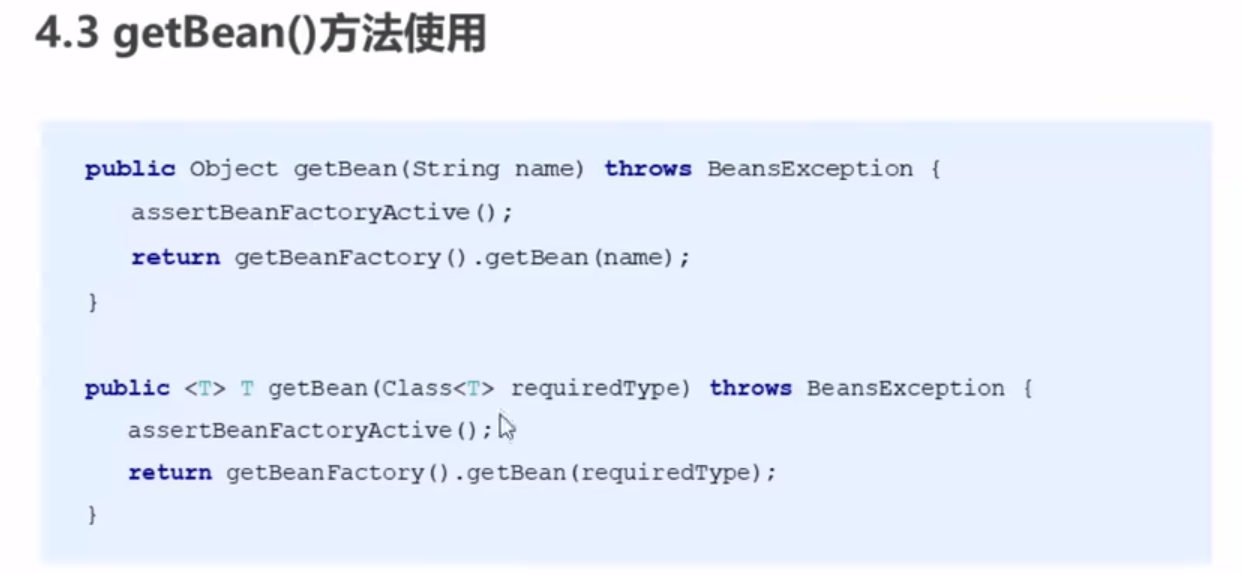 4.3 getBean()方法使用
public Object getBean(String name) throws BeansException {
assertBeanFactoryActive();
return getBeanFactory().getBean(name);
}
public <T> T getBean(Class<T> requiredType) throws BeansException {
assertBeanFactoryActive();
return getBeanFactory().getBean(requiredType);
}